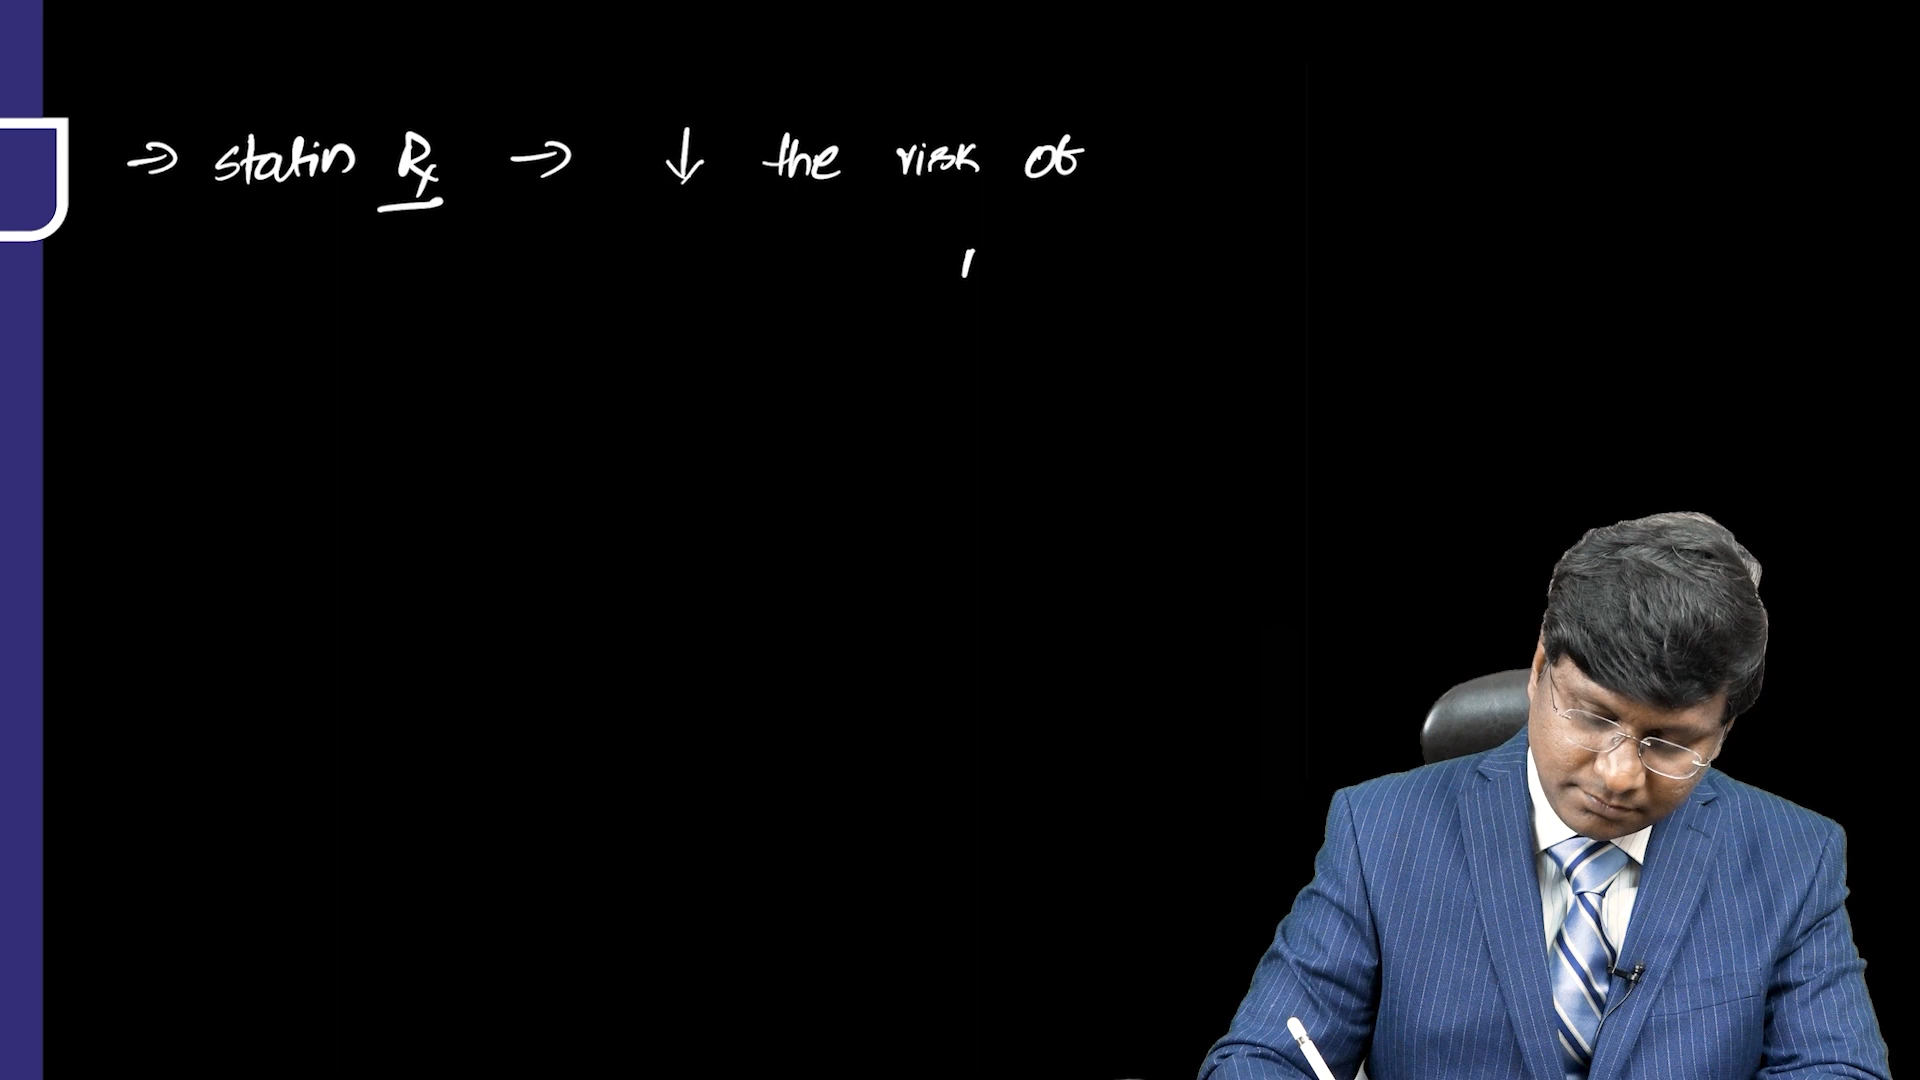 → statin Rx → ↓ the risk of